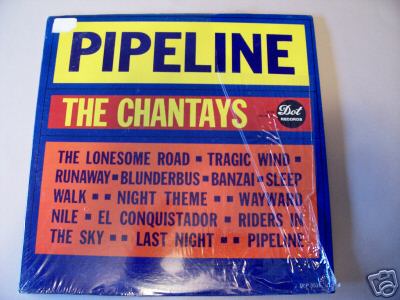 PIPELINE
THE CHANTAYS
Dot
RECORDS
THE LONESOME ROAD ▪ TRAGIC WIND ▪
RUNAWAY ▪ BLUNDERBUS ▪ BANZAI ▪ SLEEP
WALK ▪ ▪ NIGHT THEME ▪ ▪ WAYWARD
NILE ▪ EL CONQUISTADOR ▪ RIDERS IN
THE SKY ▪ ▪ LAST NIGHT ▪ ▪ PIPELINE